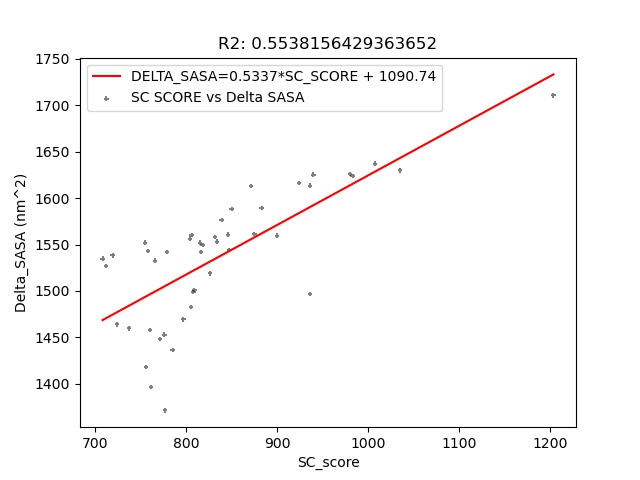 R2: 0.5538156429363652
DELTA_SASA=0.5337*SC_SCORE + 1090.74
SC SCORE vs Delta SASA
Delta_SASA (nm^2)
1750
1700
1650
1600
1550
1500
1450
1400
700 800 900 1000 1100 1200
SC_score